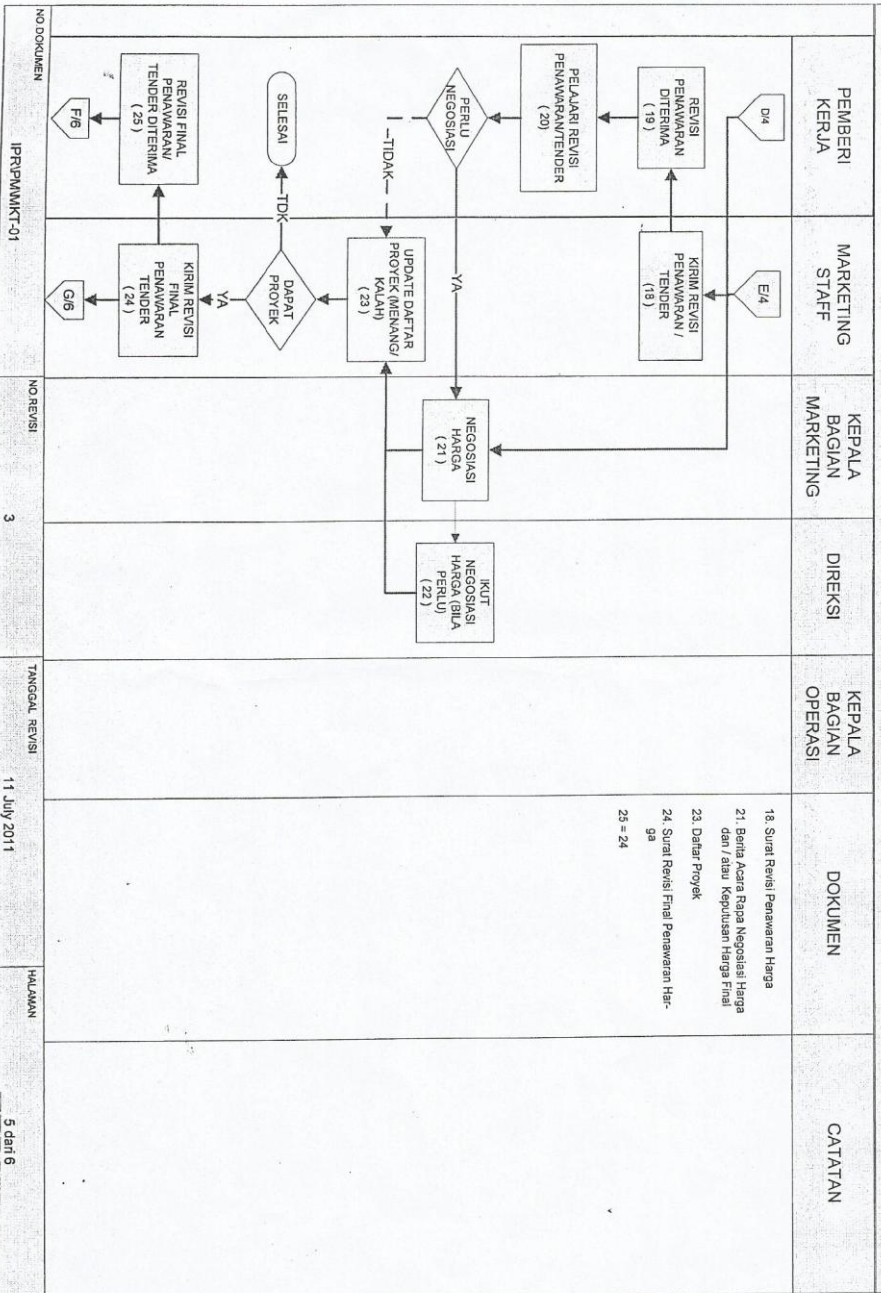 PEMBERI
KERJA
MARKETING
STAFF
KEPALA
BAGIAN
MARKETING
DIREKSI
KEPALA
BAGIAN
OPERASI
DOKUMEN
CATATAN
D/4
E/4
KIRIM REVISI
PENAWARAN /
TENDER
(18)
REVISI
PENAWARAN
DITERIMA
( 19 )
PELAJARI REVISI
PENAWARAN/TENDER
( 20)
PERLU
NEGOSIASI
YA
TIDAK
NEGOSIASI
HARGA
( 21 )
IKUT
NEGOSIASI
HARGA (BILA
PERLU)
( 22 )
UPDATE DAFTAR
PROYEK (MENANG/
KALAH)
( 23 )
DAPAT
PROYEK
TDK
SELESAI
YA
KIRIM REVISI
FINAL
PENAWARAN
TENDER
( 24 )
REVISI FINAL
PENAWARAN/
TENDER DITERIMA
( 25 )
F/6
G/6
18. Surat Revisi Penawaran Harga
21. Berita Acara Rapa Negosiasi Harga
dan / atau Keputusan Harga Final
23. Daftar Proyek
24. Surat Revisi Final Penawaran Har-
ga
25 = 24
NO.DOKUMEN
IPR\PM\MKT-01
NO.REVISI
3
TANGGAL REVISI
11 July 2011
HALAMAN
5 dari 6